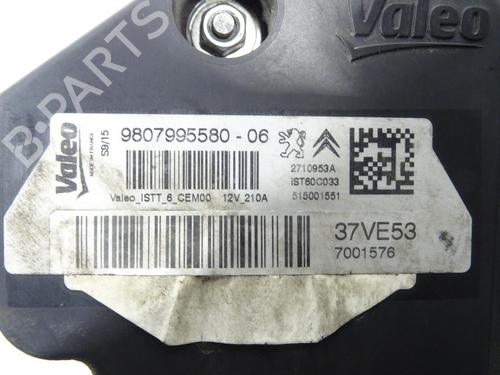 Valeo
Valeo
MADE IN FRANCE
S9/15
9807995580-06
2710953A
IST60C033
Valeo_ISTT_6_CEM00 12V_210A
515001551
37VE53
7001576
B-PARTS